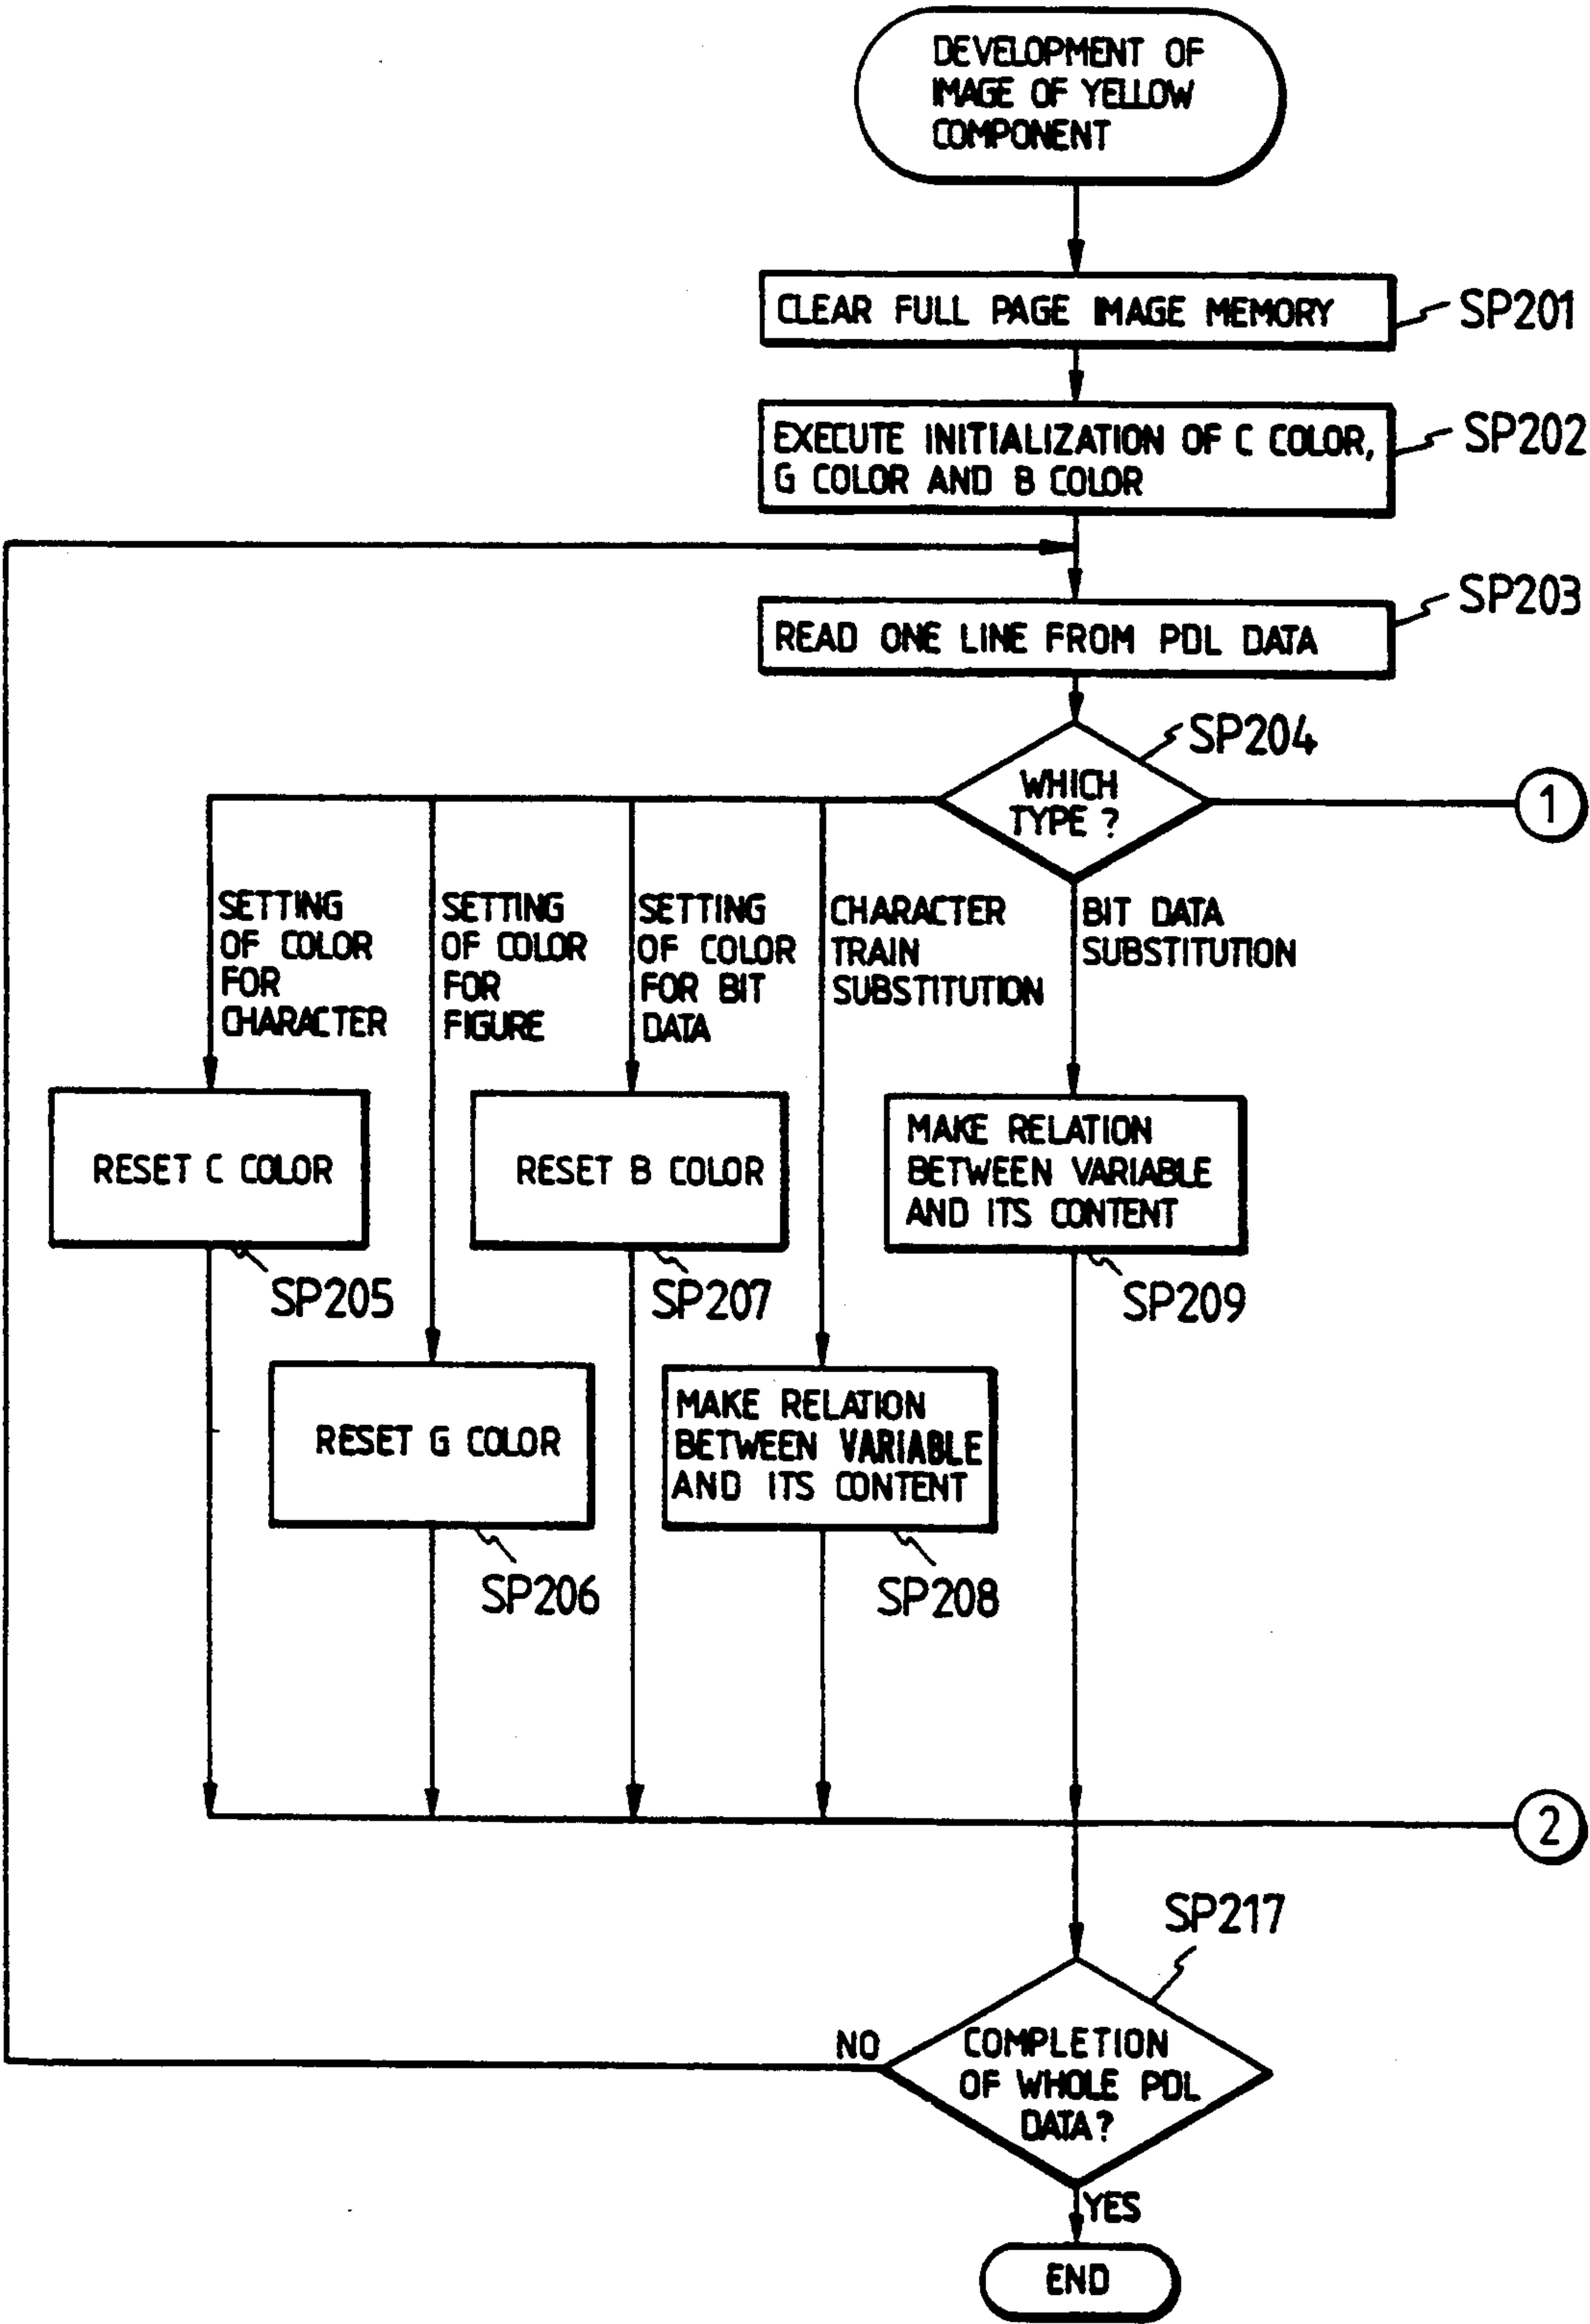 DEVELOPMENT OF
IMAGE OF YELLOW
COMPONENT
CLEAR FULL PAGE IMAGE MEMORY
SP201
EXECUTE INITIALIZATION OF C COLOR,
G COLOR AND B COLOR
SP202
READ ONE LINE FROM PDL DATA
SP203
WHICH
TYPE ?
SP204
1
SETTING
OF COLOR
FOR
CHARACTER
SETTING
OF COLOR
FOR
FIGURE
SETTING
OF COLOR
FOR BIT
DATA
CHARACTER
TRAIN
SUBSTITUTION
BIT DATA
SUBSTITUTION
RESET C COLOR
SP205
RESET B COLOR
SP207
MAKE RELATION
BETWEEN VARIABLE
AND ITS CONTENT
SP209
RESET G COLOR
SP206
MAKE RELATION
BETWEEN VARIABLE
AND ITS CONTENT
SP208
2
SP217
COMPLETION
OF WHOLE PDL
DATA?
NO
YES
END